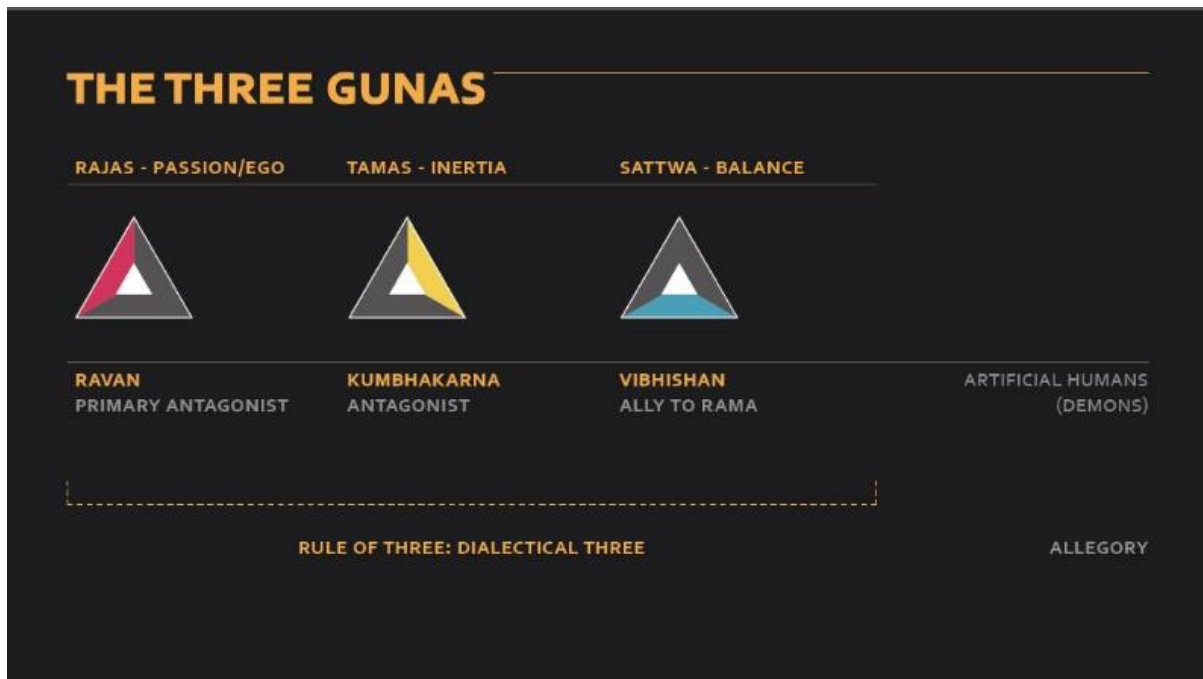 THE THREE GUNAS
RAJAS - PASSION/EGO
TAMAS - INERTIA
SATTWA - BALANCE
RAVAN
PRIMARY ANTAGONIST
KUMBHAKARNA
ANTAGONIST
VIBHISHAN
ALLY TO RAMA
ARTIFICIAL HUMANS
(DEMONS)
RULE OF THREE: DIALECTICAL THREE
ALLEGORY